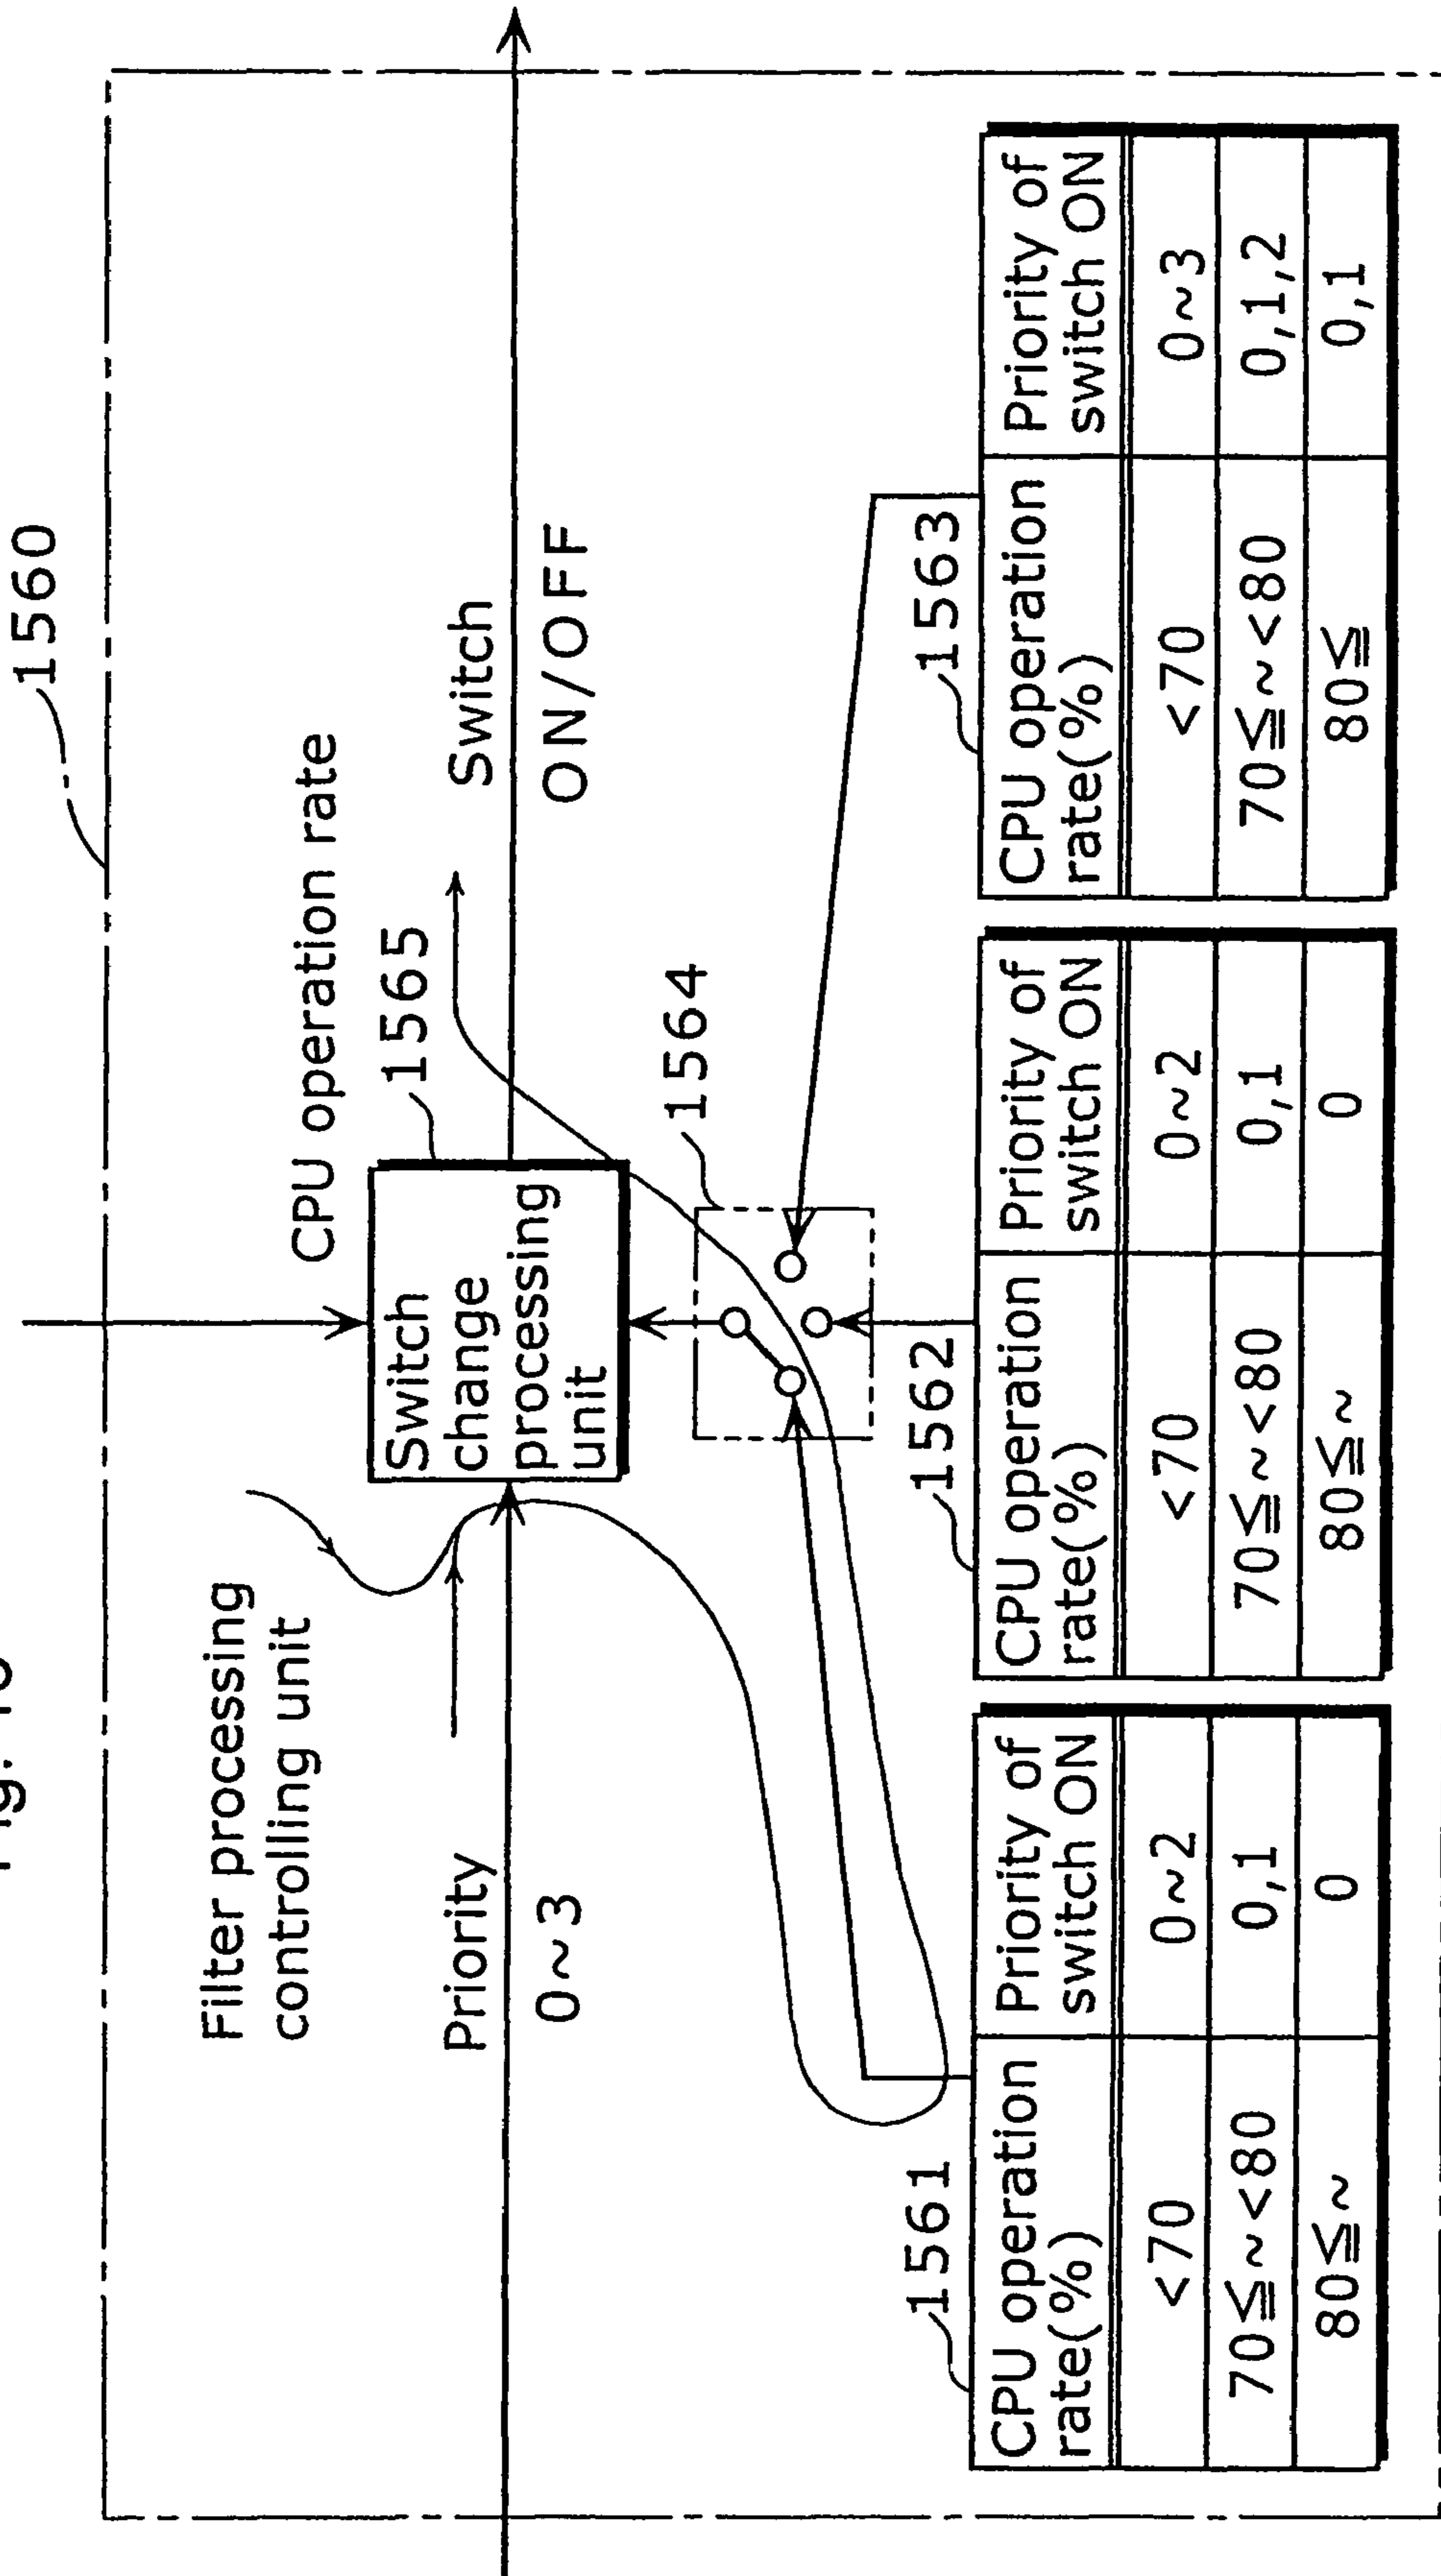 1560
Filter processing
controlling unit
CPU operation rate
1565
Switch
change
processing
unit
Priority
0~3
Switch
ON/OFF
1564
1561
CPU operation
rate(%)
Priority of
switch ON
<70
0~2
70≦~<80
0,1
80≦~
0
1562
CPU operation
rate(%)
Priority of
switch ON
<70
0~2
70≦~<80
0,1
80≦~
0
1563
CPU operation
rate(%)
Priority of
switch ON
<70
0~3
70≦~<80
0,1,2
80≦
0,1